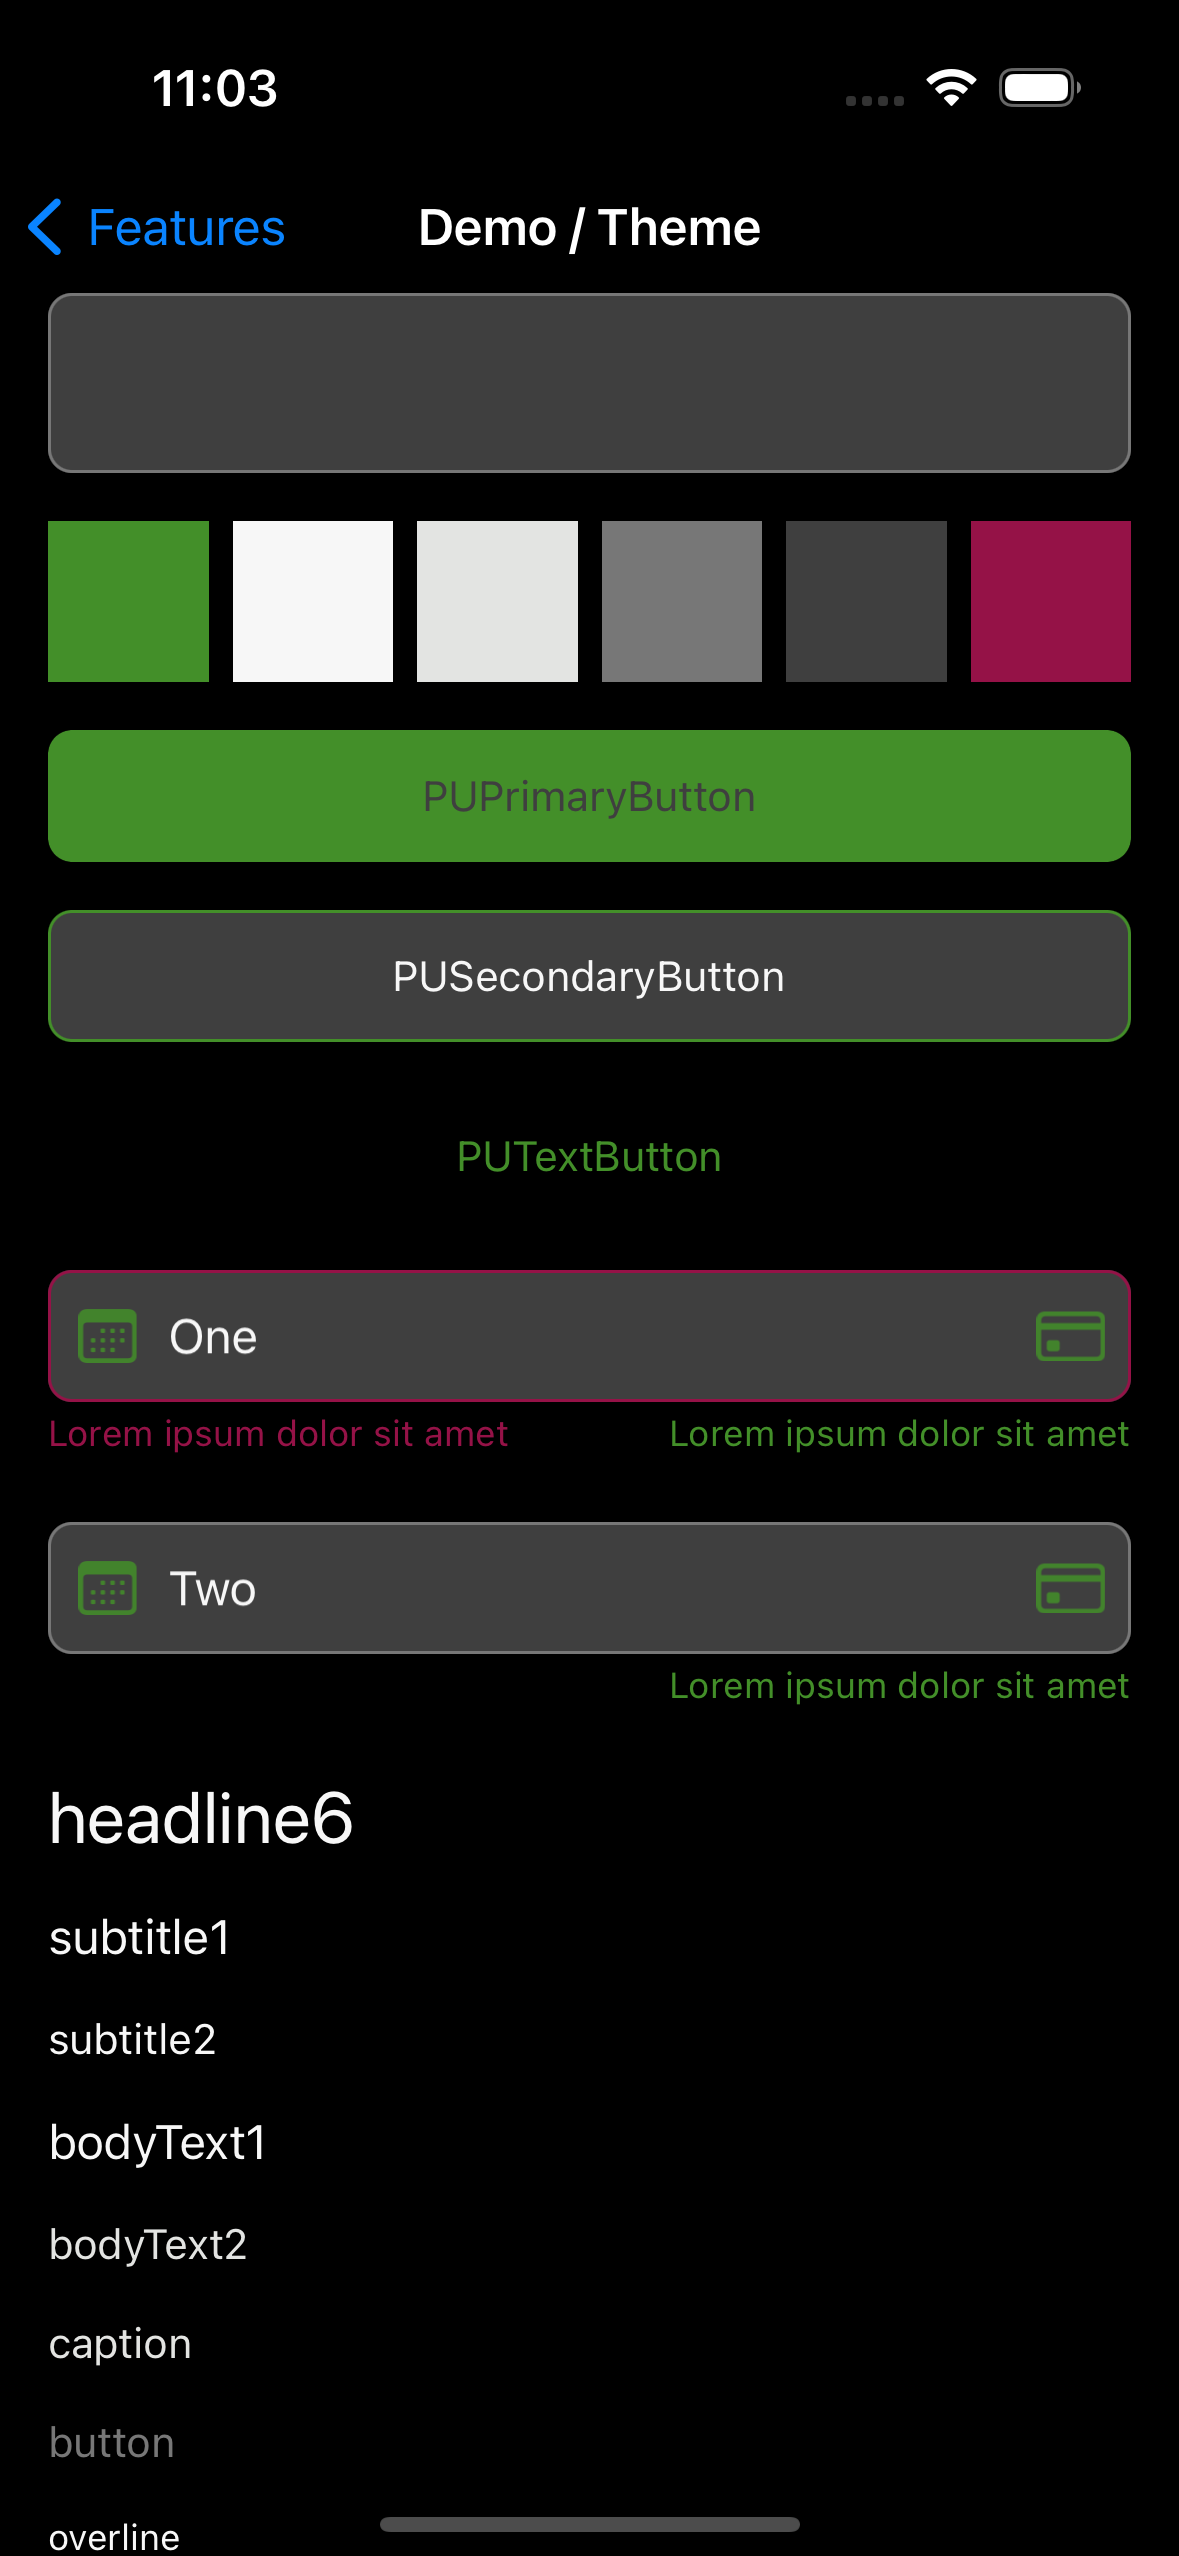 11:03
Features
Demo / Theme
PUPrimaryButton
PUSecondaryButton
PUTextButton
One
Lorem ipsum dolor sit amet
Lorem ipsum dolor sit amet
Two
Lorem ipsum dolor sit amet
headline6
subtitle1
subtitle2
bodyText1
bodyText2
caption
button
overline